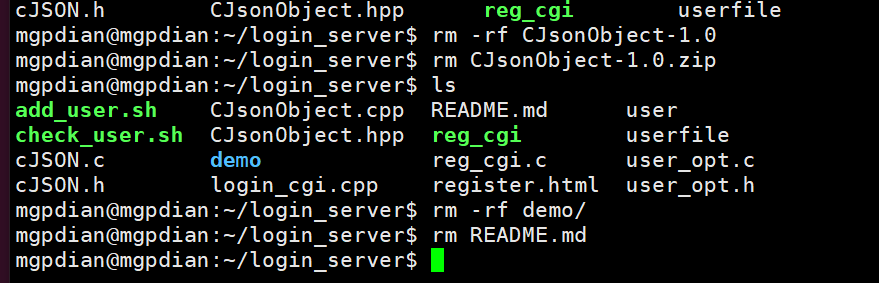 cJSON.h CJsonObject.hpp reg_cgi userfile
mgpdian@mgpdian:~/login_server$ rm -rf CJsonObject-1.0
mgpdian@mgpdian:~/login_server$ rm CJsonObject-1.0.zip
mgpdian@mgpdian:~/login_server$ ls
add_user.sh CJsonObject.cpp README.md user
check_user.sh CJsonObject.hpp reg_cgi userfile
cJSON.c demo reg_cgi.c user_opt.c
cJSON.h login_cgi.cpp register.html user_opt.h
mgpdian@mgpdian:~/login_server$ rm -rf demo/
mgpdian@mgpdian:~/login_server$ rm README.md
mgpdian@mgpdian:~/login_server$